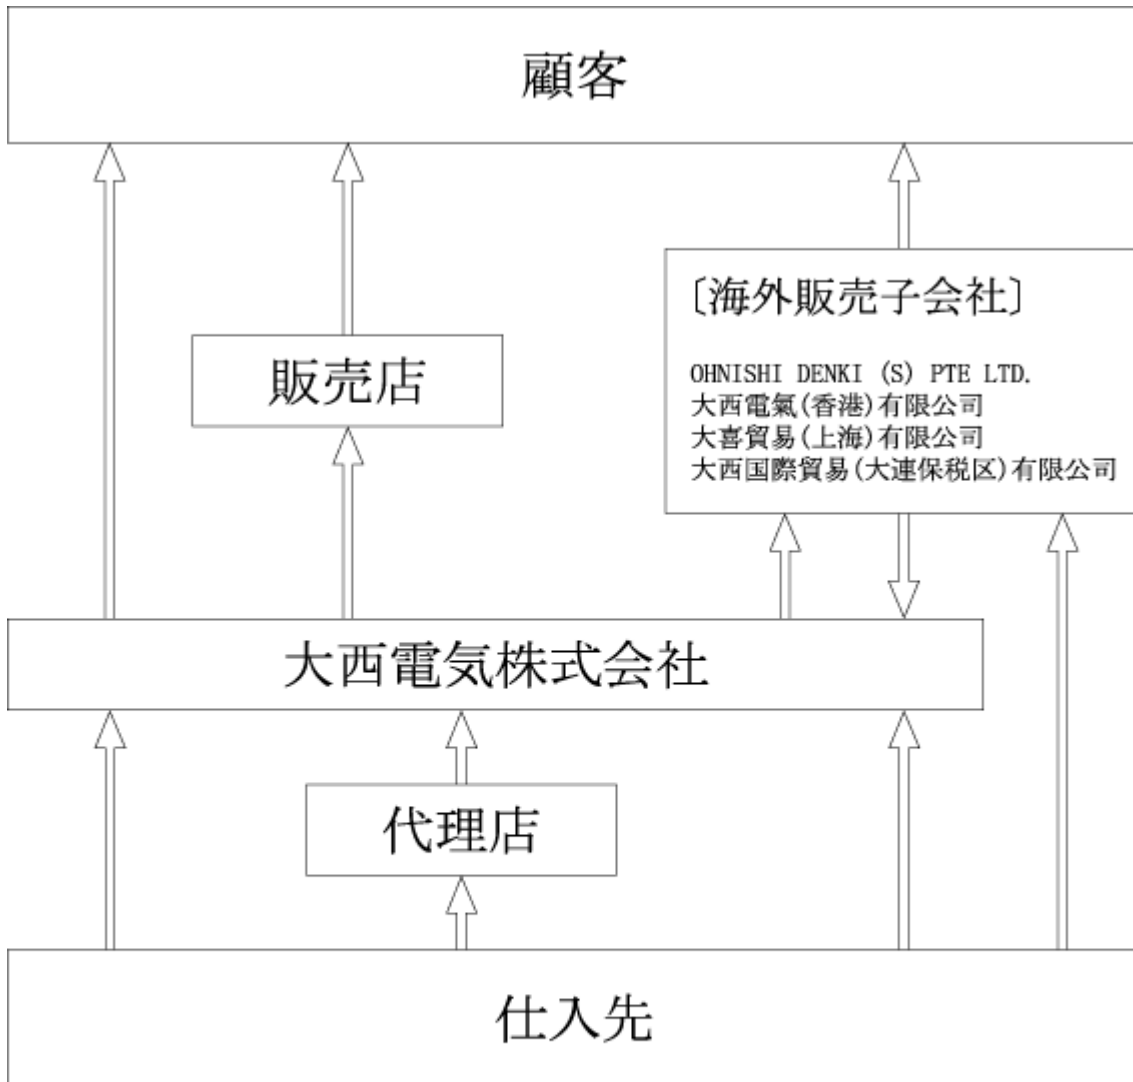 顧客
〔海外販売子会社〕
販売店
OHNISHI DENKI (S) PTE LTD.
大西電氣(香港)有限公司
大喜貿易(上海)有限公司
大西国際貿易(大連保税区)有限公司
大西電気株式会社
代理店
仕入先